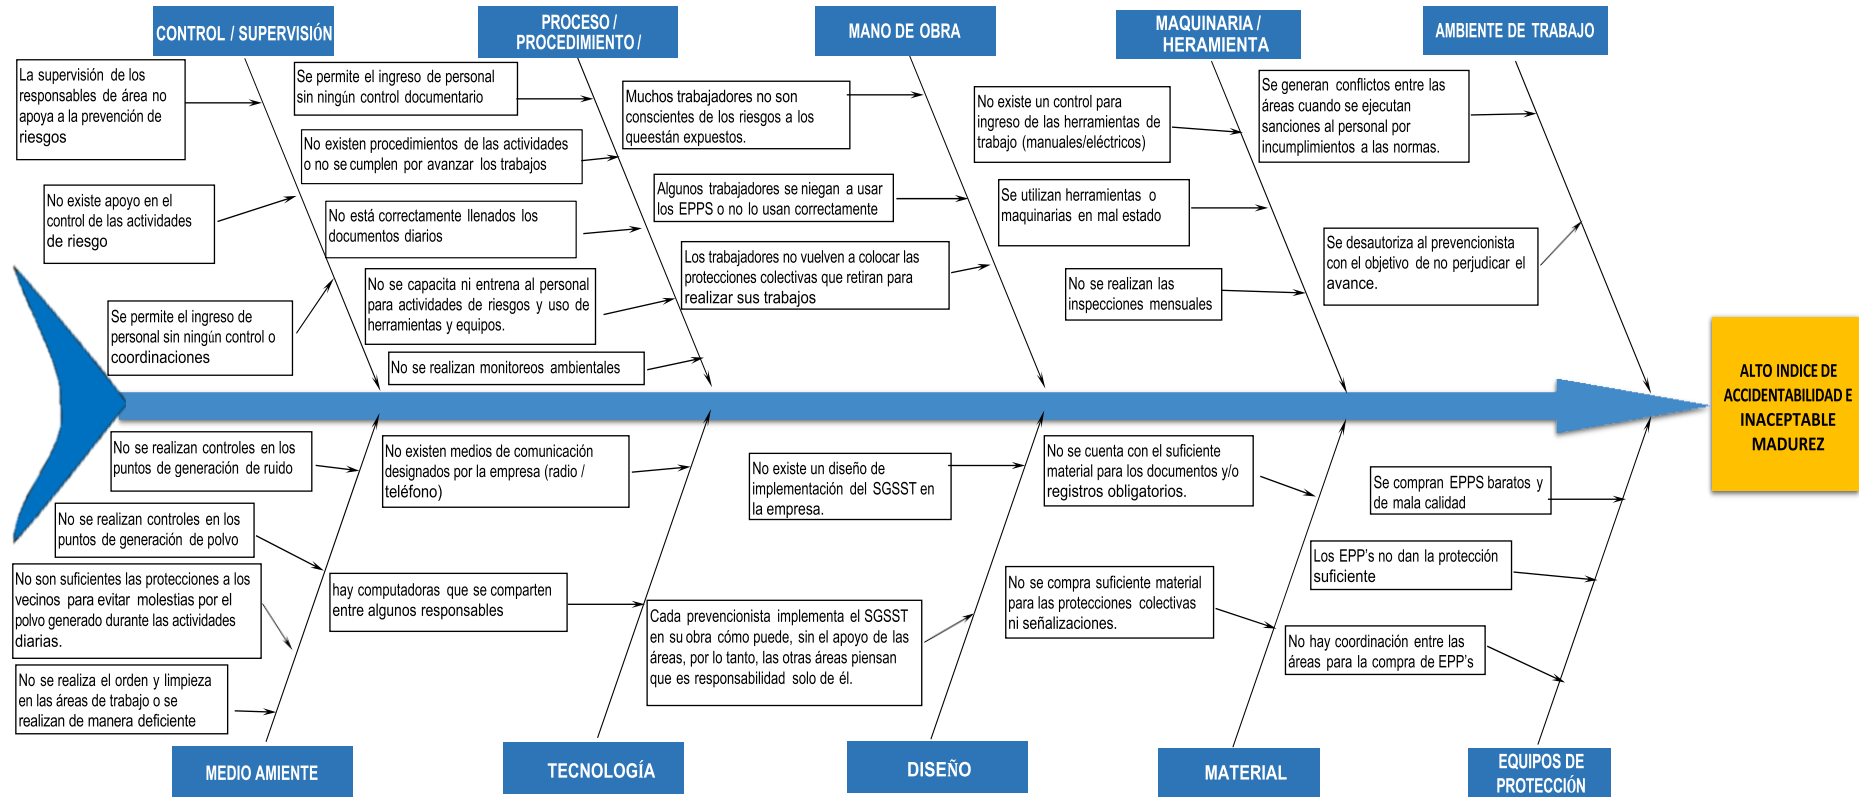 CONTROL / SUPERVISIÓN
PROCESO /
PROCEDIMIENTO /
MANO DE OBRA
MAQUINARIA /
HERAMIENTA
AMBIENTE DE TRABAJO
La supervisión de los
responsables de área no
apoya a la prevención de
riesgos
No existe apoyo en el
control de las actividades
de riesgo
Se permite el ingreso de
personal sin ningún control o
coordinaciones
Se permite el ingreso de personal
sin ningún control documentario
No existen procedimientos de las actividades
o no se cumplen por avanzar los trabajos
No está correctamente llenados los
documentos diarios
No se capacita ni entrena al personal
para actividades de riesgos y uso de
herramientas y equipos.
No se realizan monitoreos ambientales
Muchos trabajadores no son
conscientes de los riesgos a los
queestán expuestos.
Algunos trabajadores se niegan a usar
los EPPS o no lo usan correctamente
Los trabajadores no vuelven a colocar las
protecciones colectivas que retiran para
realizar sus trabajos
No existe un control para
ingreso de las herramientas de
trabajo (manuales/eléctricos)
Se utilizan herramientas o
maquinarias en mal estado
No se realizan las
inspecciones mensuales
Se generan conflictos entre las
áreas cuando se ejecutan
sanciones al personal por
incumplimientos a las normas.
Se desautoriza al prevencionista
con el objetivo de no perjudicar el
avance.
ALTO INDICE DE
ACCIDENTABILIDAD E
INACEPTABLE
MADUREZ
No se realizan controles en los
puntos de generación de ruido
No se realizan controles en los
puntos de generación de polvo
No son suficientes las protecciones a los
vecinos para evitar molestias por el
polvo generado durante las actividades
diarias.
No se realiza el orden y limpieza
en las áreas de trabajo o se
realizan de manera deficiente
No existen medios de comunicación
designados por la empresa (radio /
teléfono)
hay computadoras que se comparten
entre algunos responsables
No existe un diseño de
implementación del SGSST en
la empresa.
Cada prevencionista implementa el SGSST
en su obra cómo puede, sin el apoyo de las
áreas, por lo tanto, las otras áreas piensan
que es responsabilidad solo de él.
No se cuenta con el suficiente
material para los documentos y/o
registros obligatorios.
No se compra suficiente material
para las protecciones colectivas
ni señalizaciones.
Se compran EPPS baratos y
de mala calidad
Los EPP's no dan la protección
suficiente
No hay coordinación entre las
áreas para la compra de EPP's
MEDIO AMIENTE
TECNOLOGÍA
DISEÑO
MATERIAL
EQUIPOS DE
PROTECCIÓN